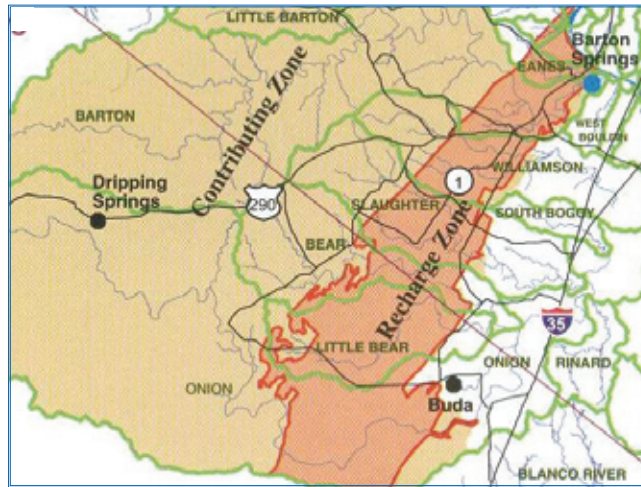 LITTLE BARTON
Barton
Springs
EANES
BARTON
Contributing Zone
WEST
BOULDIN
WILLIAMSON
Dripping
Springs
290
1
SLAUGHTER
SOUTH BOGGY
BEAR
Recharge Zone
35
LITTLE BEAR
ONION
RINARD
ONION
Buda
BLANCO RIVER